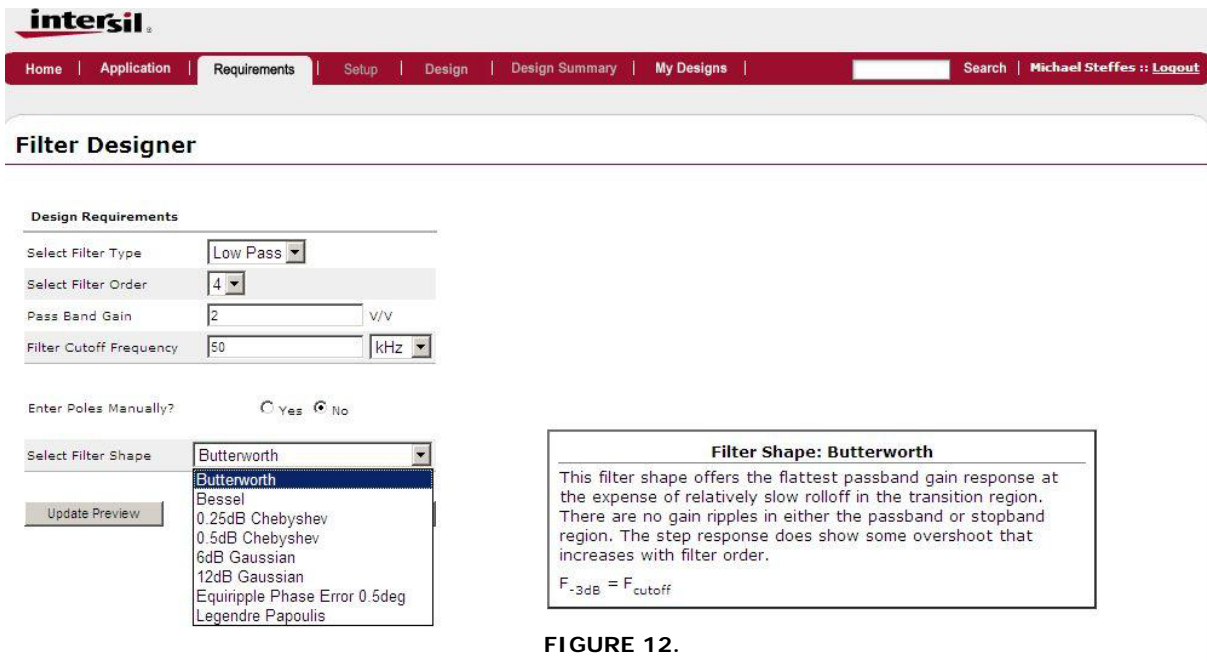 intersil®
Home | Application | Requirements | Setup | Design | Design Summary | My Designs | Search | Michael Steffes :: Logout
Filter Designer
Design Requirements
Select Filter Type Low Pass
Select Filter Order 4
Pass Band Gain 2 V/V
Filter Cutoff Frequency 50 kHz
Enter Poles Manually? Yes No
Select Filter Shape Butterworth
Butterworth
Bessel
0.25dB Chebyshev
0.5dB Chebyshev
6dB Gaussian
12dB Gaussian
Equiripple Phase Error 0.5deg
Legendre Papoulis
Update Preview
Filter Shape: Butterworth
This filter shape offers the flattest passband gain response at
the expense of relatively slow rolloff in the transition region.
There are no gain ripples in either the passband or stopband
region. The step response does show some overshoot that
increases with filter order.
F-3dB = Fcutoff
FIGURE 12.